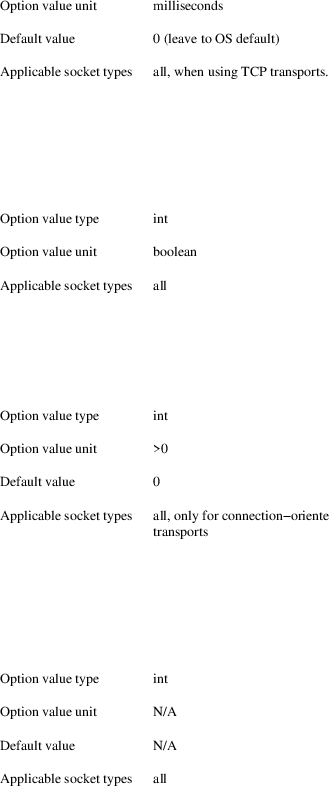 Option value unit milliseconds
Default value 0 (leave to OS default)
Applicable socket types all, when using TCP transports.
Option value type int
Option value unit boolean
Applicable socket types all
Option value type int
Option value unit >0
Default value 0
Applicable socket types all, only for connection−oriente
transports
Option value type int
Option value unit N/A
Default value N/A
Applicable socket types all